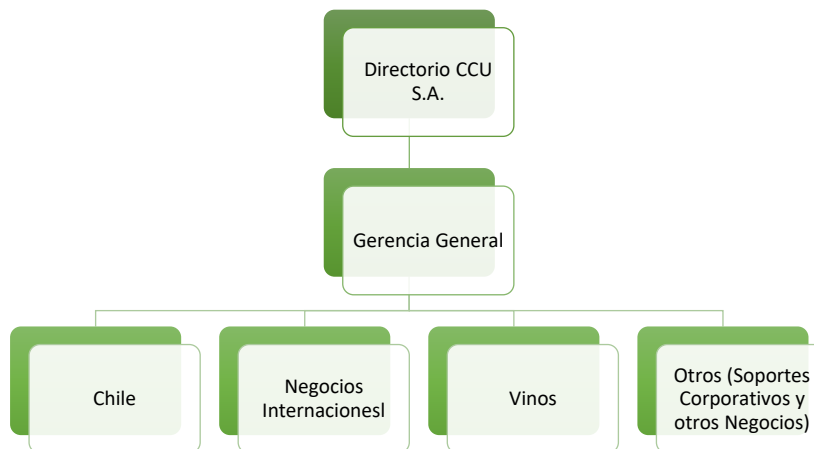 Directorio CCU
S.A.
Gerencia General
Chile
Negocios
Internacionesl
Vinos
Otros (Soportes
Corporativos y
otros Negocios)